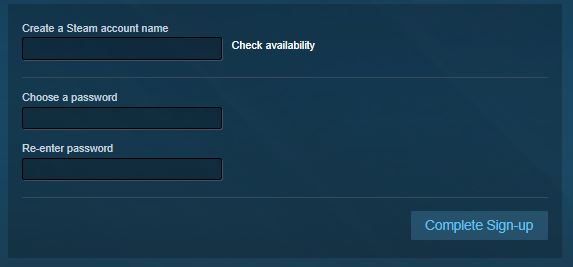 Create a Steam account name
Check availability
Choose a password
Re-enter password
Complete Sign-up